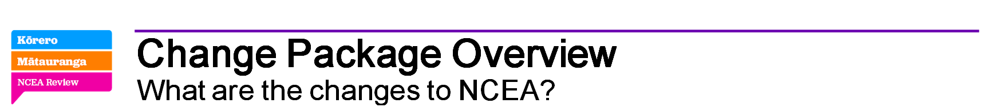 Kōrero
Mātauranga
NCEA Review
Change Package Overview
What are the changes to NCEA?